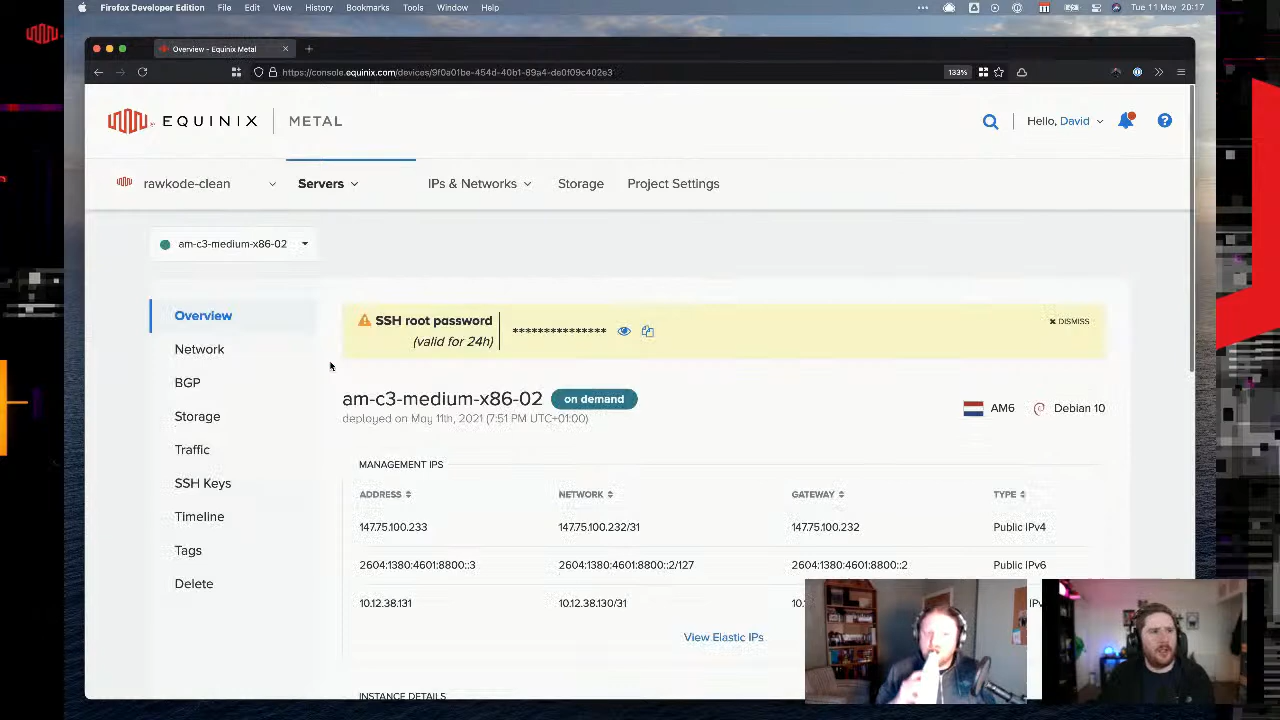 Firefox Developer Edition File Edit View History Bookmarks Tools Window Help Tue 11 May 20:17
Overview - Equinix Metal
https://console.equinix.com/devices/9f0a01be-454d-40b1-89a4-de0f09c402e3 133%
EQUINIX METAL Hello, David
rawkode-clean Servers IPs & Networks Storage Project Settings
am-c3-medium-x86-02
Overview
Network
BGP
Storage
Traffic
SSH Keys
Timeline
Tags
Delete
SSH root password *************** DISMISS
(valid for 24h)
am-c3-medium-x86-02 on demand AM6 Debian 10
deployed on May 11th, 2021 (7:51 PM UTC+01:00)
MANAGEMENT IPS
ADDRESS NETWORK GATEWAY TYPE
147.75.100.233 147.75.100.232/31 147.75.100.232 Public IPv4
2604:1380:4601:8800::3 2604:1380:4601:8800::2/127 2604:1380:4601:8800::2 Public IPv6
10.12.38.131 10.12.38.130/31 10.
View Elastic IPs
INSTANCE DETAILS